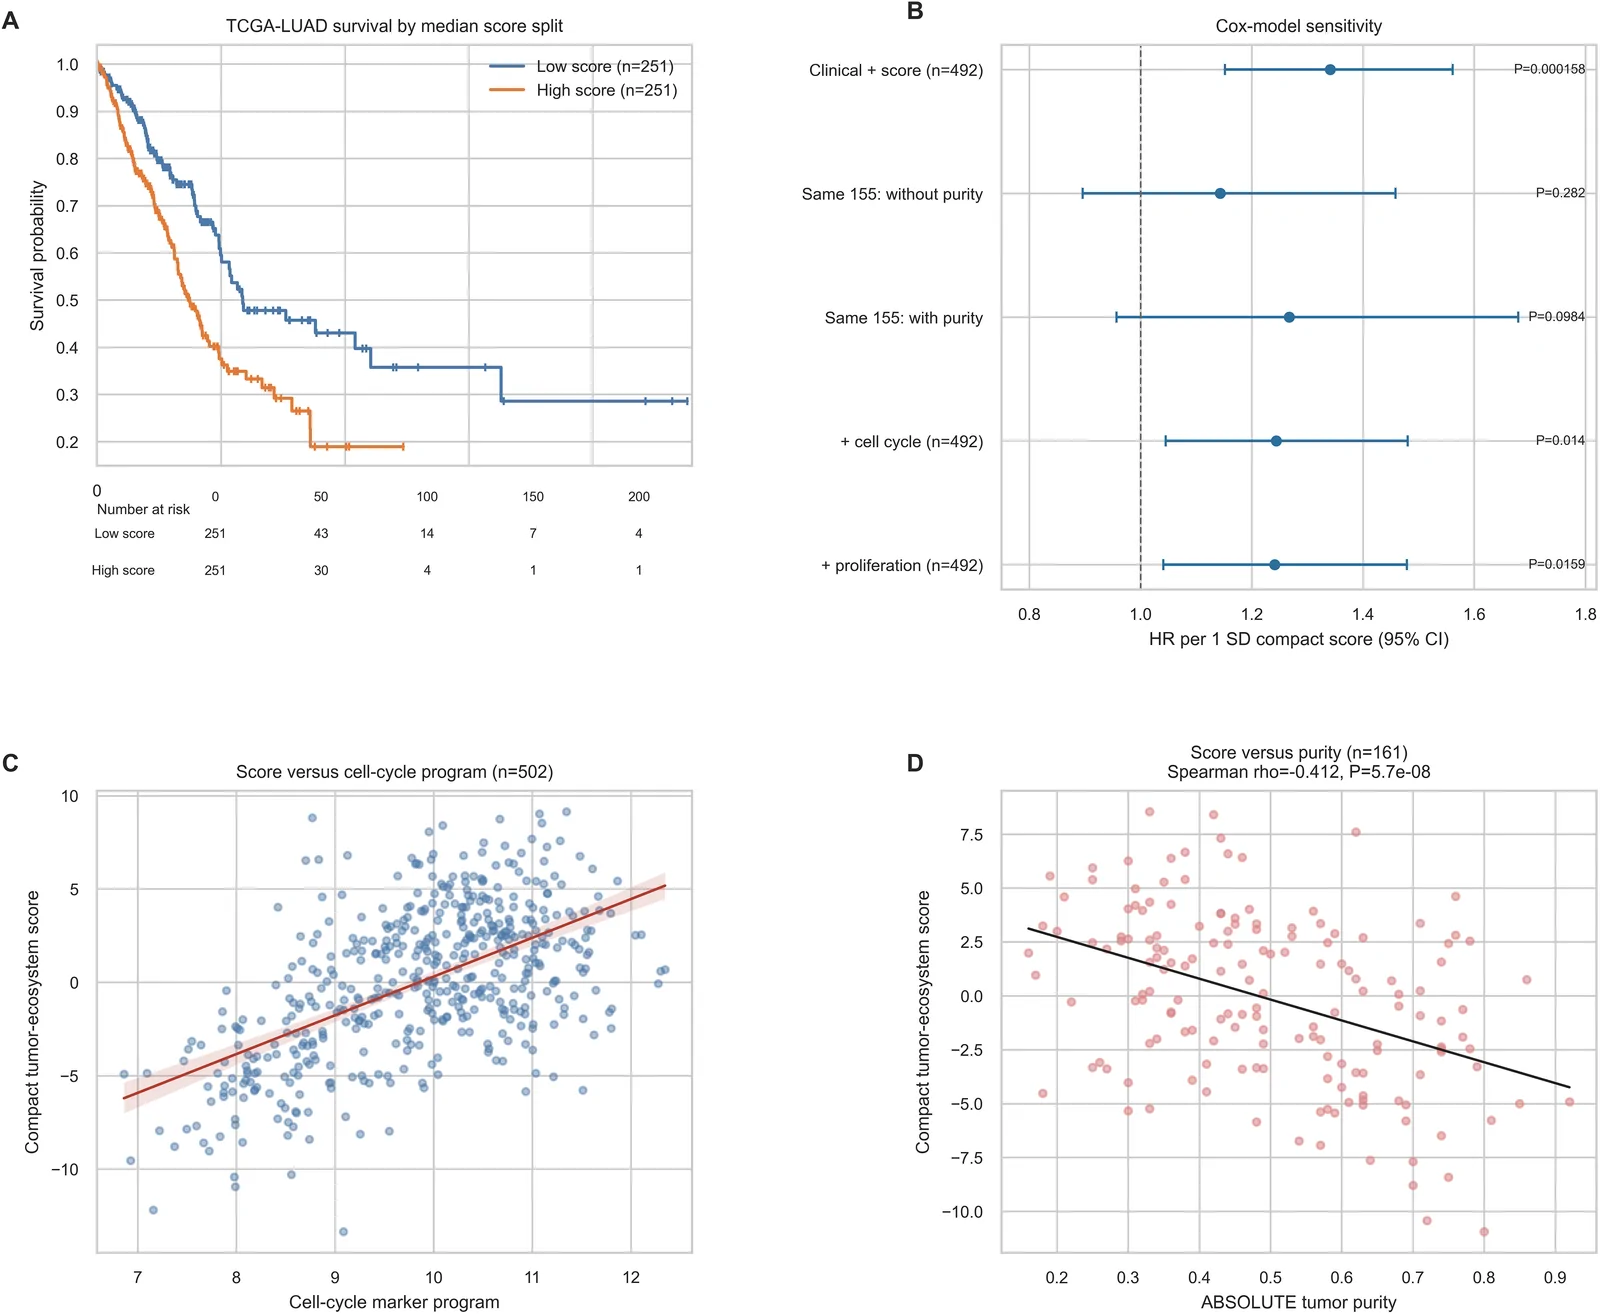 A
TCGA-LUAD survival by median score split
Low score (n=251)
High score (n=251)
Survival probability
1.0
0.9
0.8
0.7
0.6
0.5
0.4
0.3
0.2
0
0 50 100 150 200
Number at risk
Low score 251 43 14 7 4
High score 251 30 4 1 1
B
Cox-model sensitivity
Clinical + score (n=492) P=0.000158
Same 155: without purity P=0.282
Same 155: with purity P=0.0984
+ cell cycle (n=492) P=0.014
+ proliferation (n=492) P=0.0159
0.8 1.0 1.2 1.4 1.6 1.8
HR per 1 SD compact score (95% CI)
C
Score versus cell-cycle program (n=502)
Compact tumor-ecosystem score
10
5
0
−5
−10
7 8 9 10 11 12
Cell-cycle marker program
D
Score versus purity (n=161)
Spearman rho=-0.412, P=5.7e-08
Compact tumor-ecosystem score
7.5
5.0
2.5
0.0
−2.5
−5.0
−7.5
−10.0
0.2 0.3 0.4 0.5 0.6 0.7 0.8 0.9
ABSOLUTE tumor purity